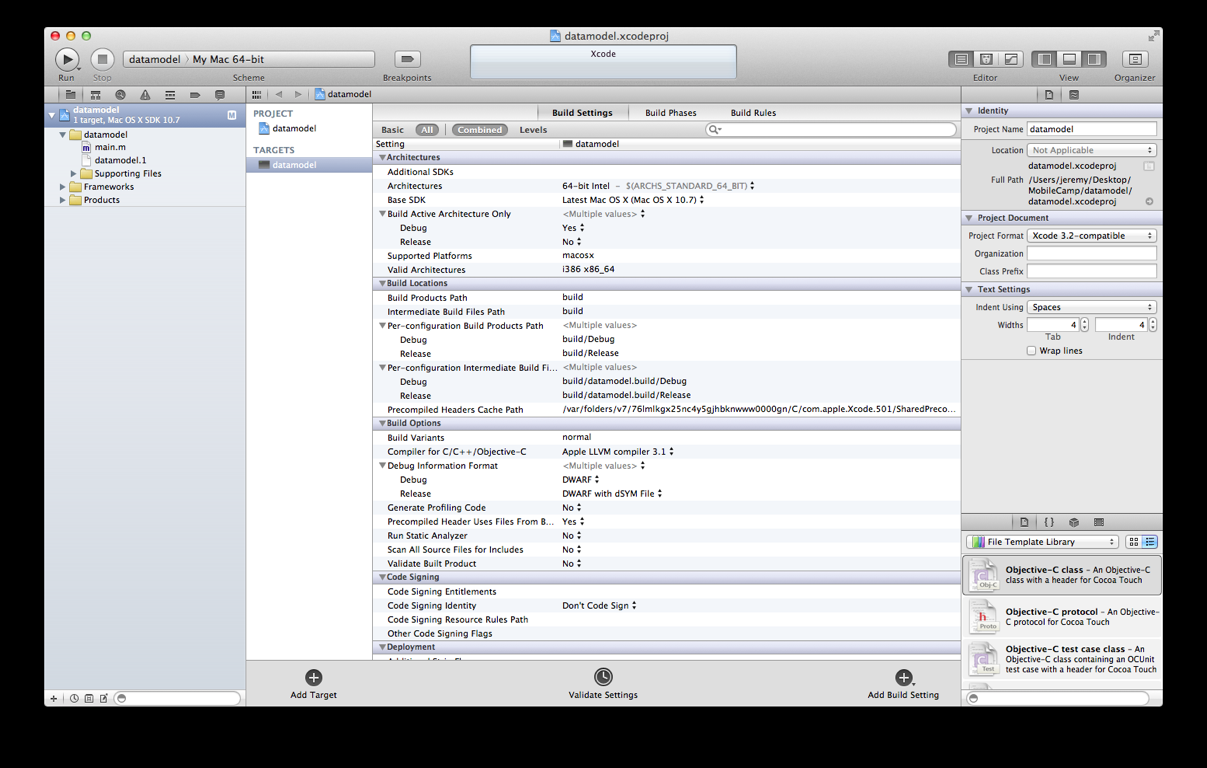 datamodel.xcodeproj
datamodel 〉 My Mac 64-bit
Xcode
Run
Stop
Scheme
Breakpoints
Editor
View
Organizer
datamodel
1 target, Mac OS X SDK 10.7
M
datamodel
main.m
datamodel.1
Supporting Files
Frameworks
Products
datamodel
PROJECT
datamodel
TARGETS
datamodel
Build Settings
Build Phases
Build Rules
Basic
All
Combined
Levels
Setting
datamodel
Architectures
Additional SDKs
Architectures
64-bit Intel – $(ARCHS_STANDARD_64_BIT)
Base SDK
Latest Mac OS X (Mac OS X 10.7)
Build Active Architecture Only
<Multiple values>
Debug
Yes
Release
No
Supported Platforms
macosx
Valid Architectures
i386 x86_64
Build Locations
Build Products Path
build
Intermediate Build Files Path
build
Per-configuration Build Products Path
<Multiple values>
Debug
build/Debug
Release
build/Release
Per-configuration Intermediate Build Fi...
<Multiple values>
Debug
build/datamodel.build/Debug
Release
build/datamodel.build/Release
Precompiled Headers Cache Path
/var/folders/v7/76lmlkgx25nc4y5gjhbknwww0000gn/C/com.apple.Xcode.501/SharedPreco...
Build Options
Build Variants
normal
Compiler for C/C++/Objective-C
Apple LLVM compiler 3.1
Debug Information Format
<Multiple values>
Debug
DWARF
Release
DWARF with dSYM File
Generate Profiling Code
No
Precompiled Header Uses Files From B...
Yes
Run Static Analyzer
No
Scan All Source Files for Includes
No
Validate Built Product
No
Code Signing
Code Signing Entitlements
Code Signing Identity
Don't Code Sign
Code Signing Resource Rules Path
Other Code Signing Flags
Deployment
Add Target
Validate Settings
Add Build Setting
Identity
Project Name
datamodel
Location
Not Applicable
datamodel.xcodeproj
Full Path
/Users/jeremy/Desktop/
MobileCamp/datamodel/
datamodel.xcodeproj
Project Document
Project Format
Xcode 3.2-compatible
Organization
Class Prefix
Text Settings
Indent Using
Spaces
Widths
4
4
Tab
Indent
Wrap lines
{ }
File Template Library
Obj-C
Objective-C class – An Objective-C
class with a header for Cocoa Touch
h
Proto
Objective-C protocol – An Objective-
C protocol for Cocoa Touch
Test
Objective-C test case class – An
Objective-C class containing an OCUnit
test case with a header for Cocoa Touch